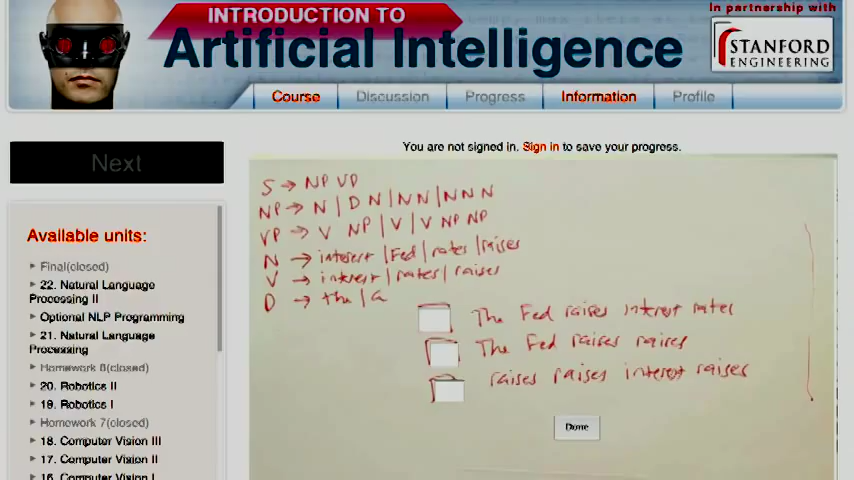 In partnership with
INTRODUCTION TO
Artificial Intelligence
STANFORD
ENGINEERING
Course
Discussion
Progress
Information
Profile
You are not signed in. Sign in to save your progress.
Next
Available units:
Final(closed)
22. Natural Language
Processing II
Optional NLP Programming
21. Natural Language
Processing
Homework 8(closed)
20. Robotics II
19. Robotics I
Homework 7(closed)
18. Computer Vision III
17. Computer Vision II
16. Computer Vision I
S → NP VP
NP → N | D N | N N | N N N
VP → V NP | V | V NP NP
N → interest | Fed | rates | raises
V → interest | rates | raises
D → the | a
The Fed raises interest rates
The Fed raises raises
raises raises interest raises
Done